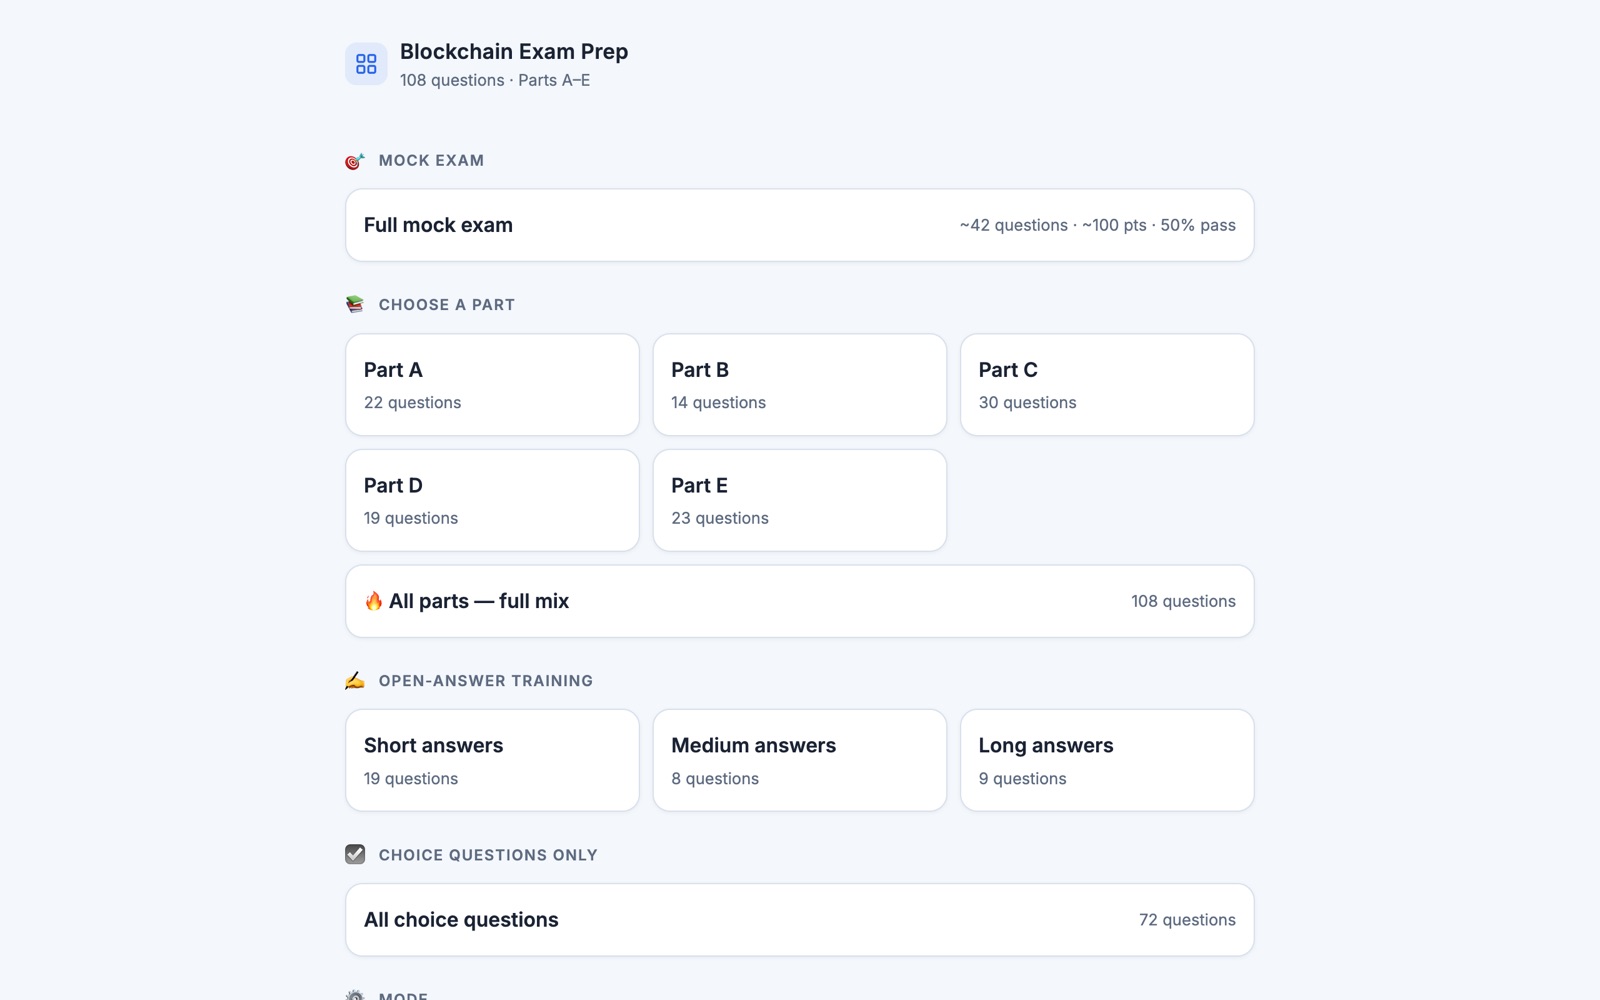 Blockchain Exam Prep
108 questions · Parts A–E
MOCK EXAM
Full mock exam
~42 questions · ~100 pts · 50% pass
CHOOSE A PART
Part A
22 questions
Part B
14 questions
Part C
30 questions
Part D
19 questions
Part E
23 questions
All parts — full mix
108 questions
OPEN-ANSWER TRAINING
Short answers
19 questions
Medium answers
8 questions
Long answers
9 questions
CHOICE QUESTIONS ONLY
All choice questions
72 questions
MODE